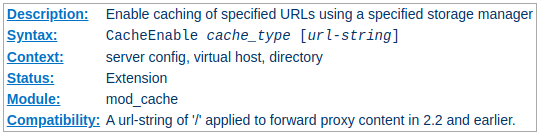 Description: Enable caching of specified URLs using a specified storage manager
Syntax: CacheEnable cache_type [url-string]
Context: server config, virtual host, directory
Status: Extension
Module: mod_cache
Compatibility: A url-string of '/' applied to forward proxy content in 2.2 and earlier.